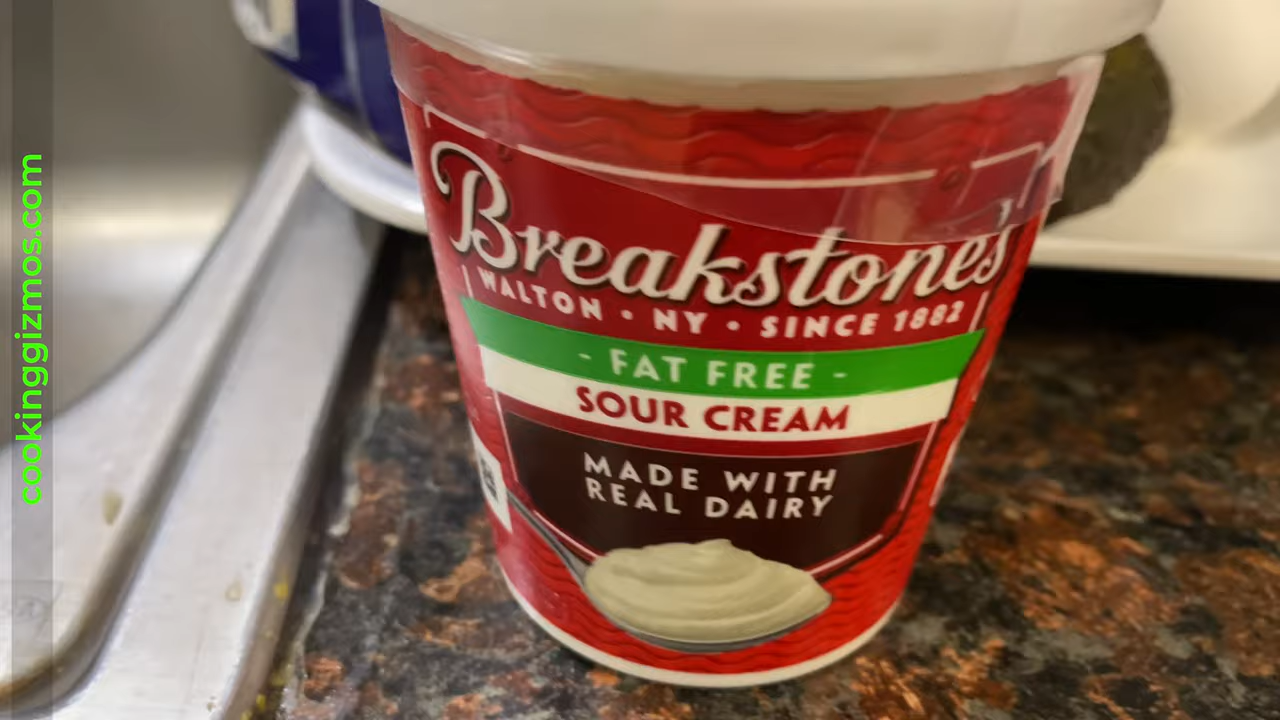 cookinggizmos.com
Breakstone's
WALTON • NY • SINCE 1882
- FAT FREE -
SOUR CREAM
MADE WITH
REAL DAIRY